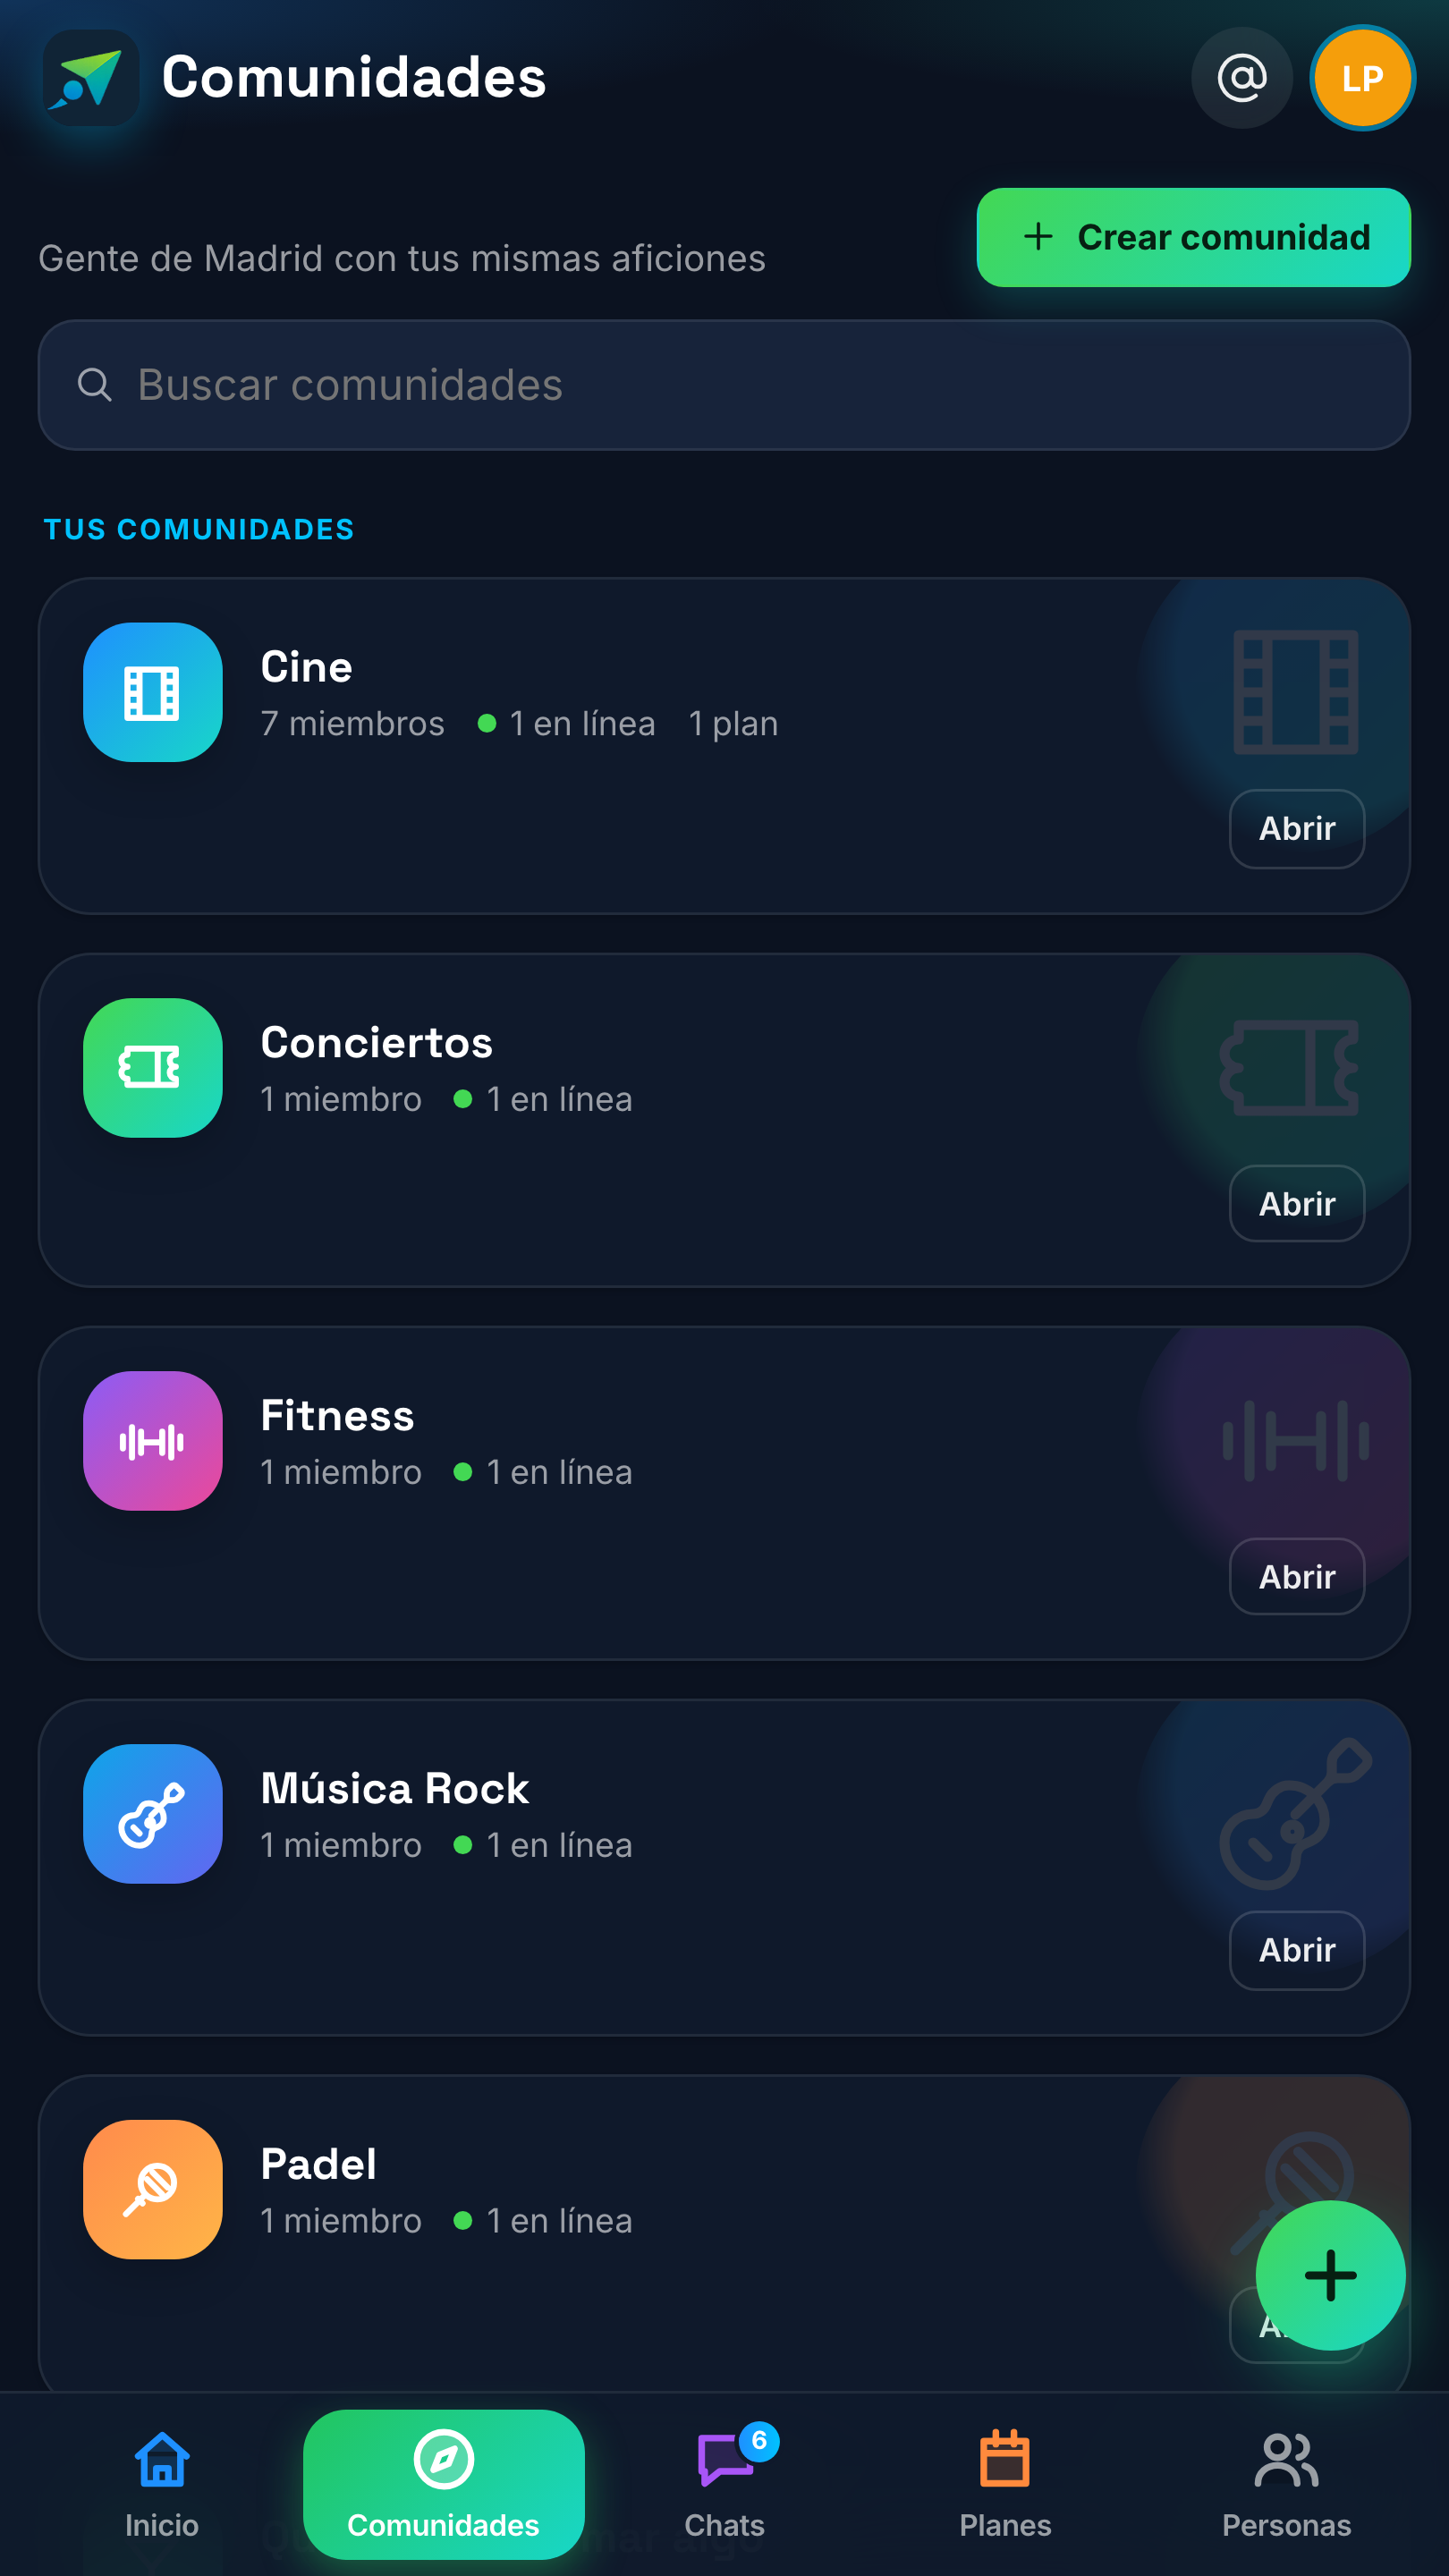 Comunidades
LP
Gente de Madrid con tus mismas aficiones
+ Crear comunidad
Buscar comunidades
TUS COMUNIDADES
Cine
7 miembros 1 en línea 1 plan
Abrir
Conciertos
1 miembro 1 en línea
Abrir
Fitness
1 miembro 1 en línea
Abrir
Música Rock
1 miembro 1 en línea
Abrir
Padel
1 miembro 1 en línea
6
Inicio
Comunidades
Chats
Planes
Personas